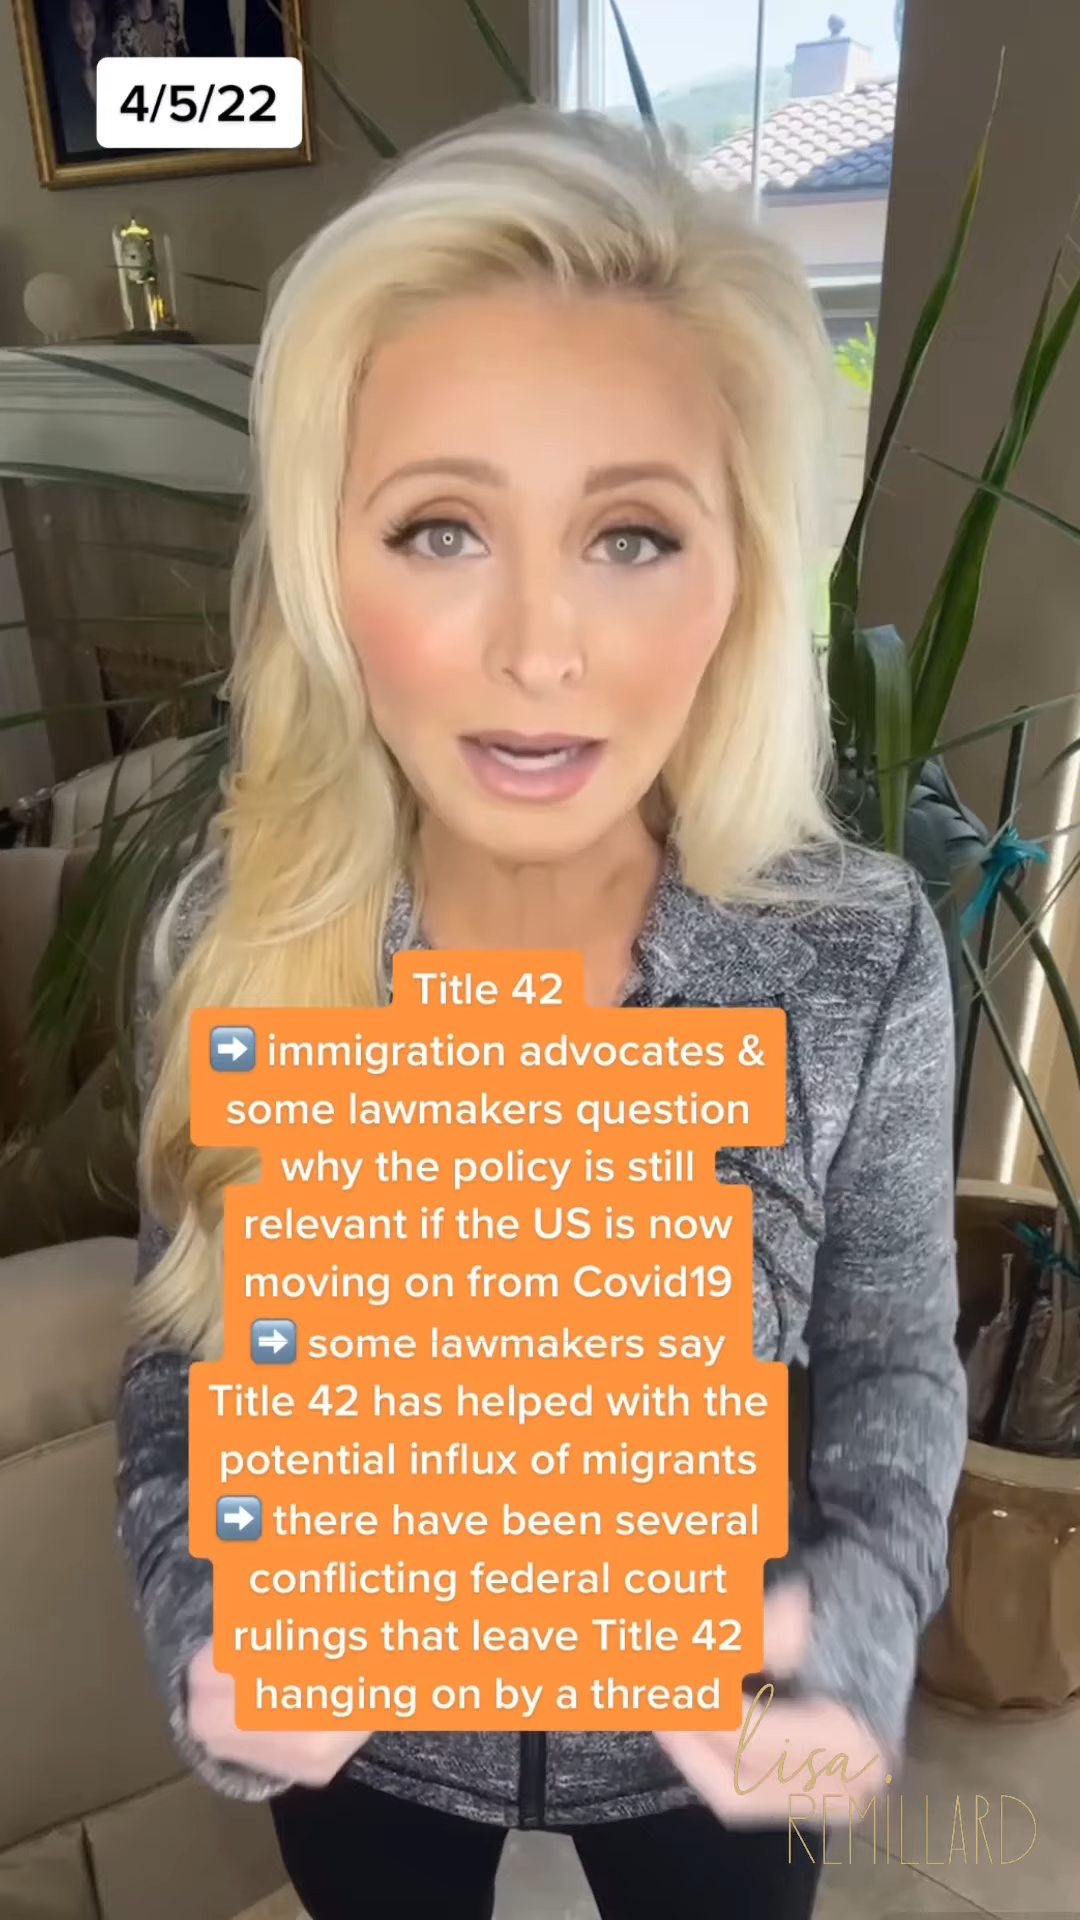 4/5/22
Title 42
➡️ immigration advocates &
some lawmakers question
why the policy is still
relevant if the US is now
moving on from Covid19
➡️ some lawmakers say
Title 42 has helped with the
potential influx of migrants
➡️ there have been several
conflicting federal court
rulings that leave Title 42
hanging on by a thread
lisa.
REMILLARD